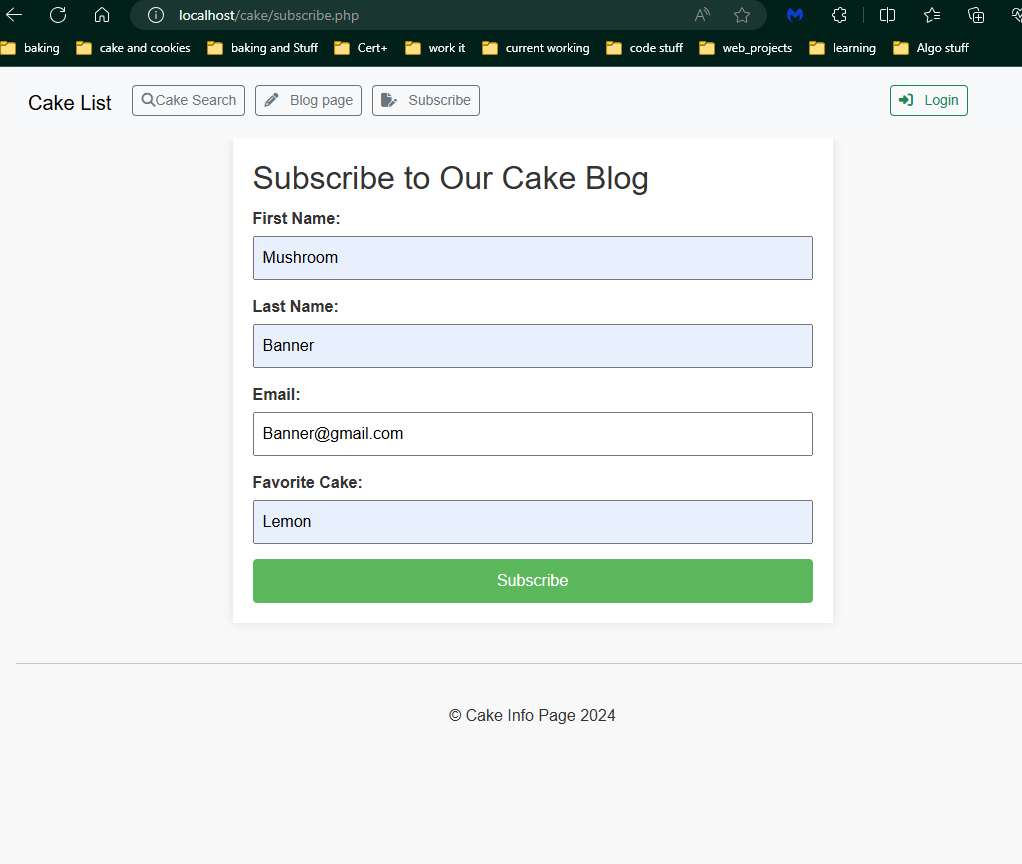 localhost/cake/subscribe.php
baking cake and cookies baking and Stuff Cert+ work it current working code stuff web_projects learning Algo stuff
Cake List Cake Search Blog page Subscribe Login
Subscribe to Our Cake Blog
First Name:
Mushroom
Last Name:
Banner
Email:
Banner@gmail.com
Favorite Cake:
Lemon
Subscribe
© Cake Info Page 2024